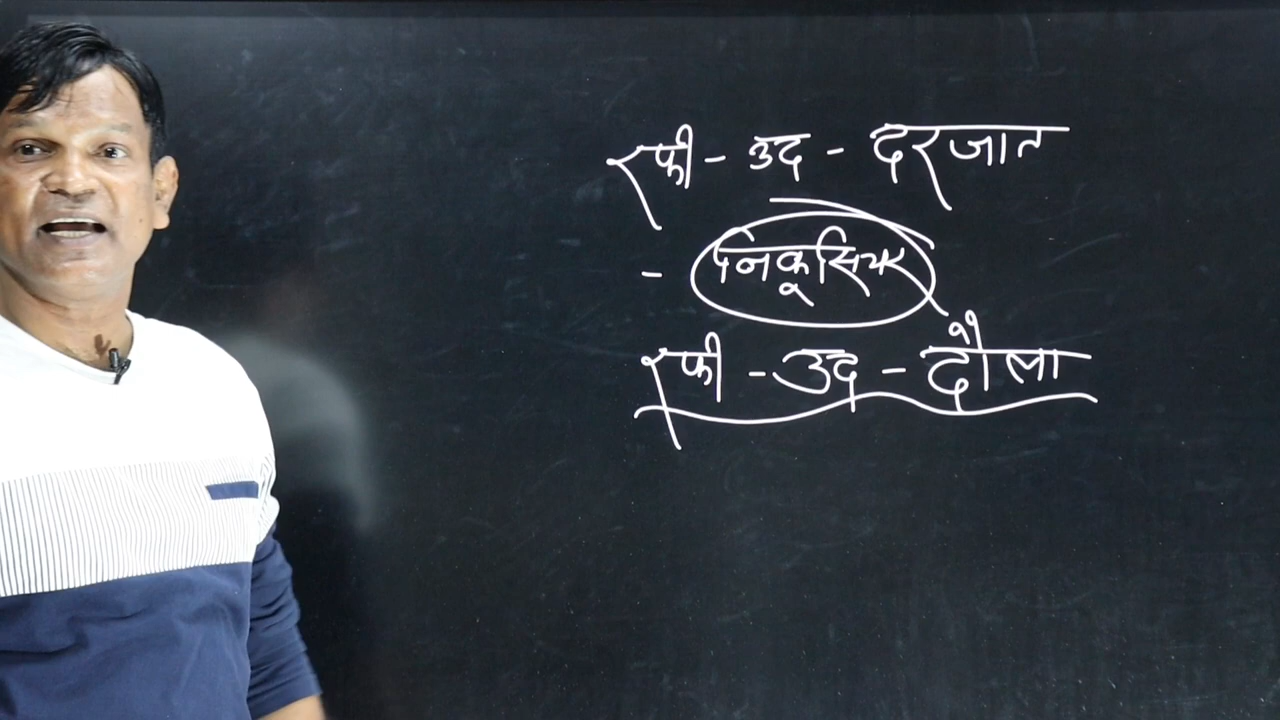 रफी - उद - दरजात
- निकूसियर
रफी - उद - दौला